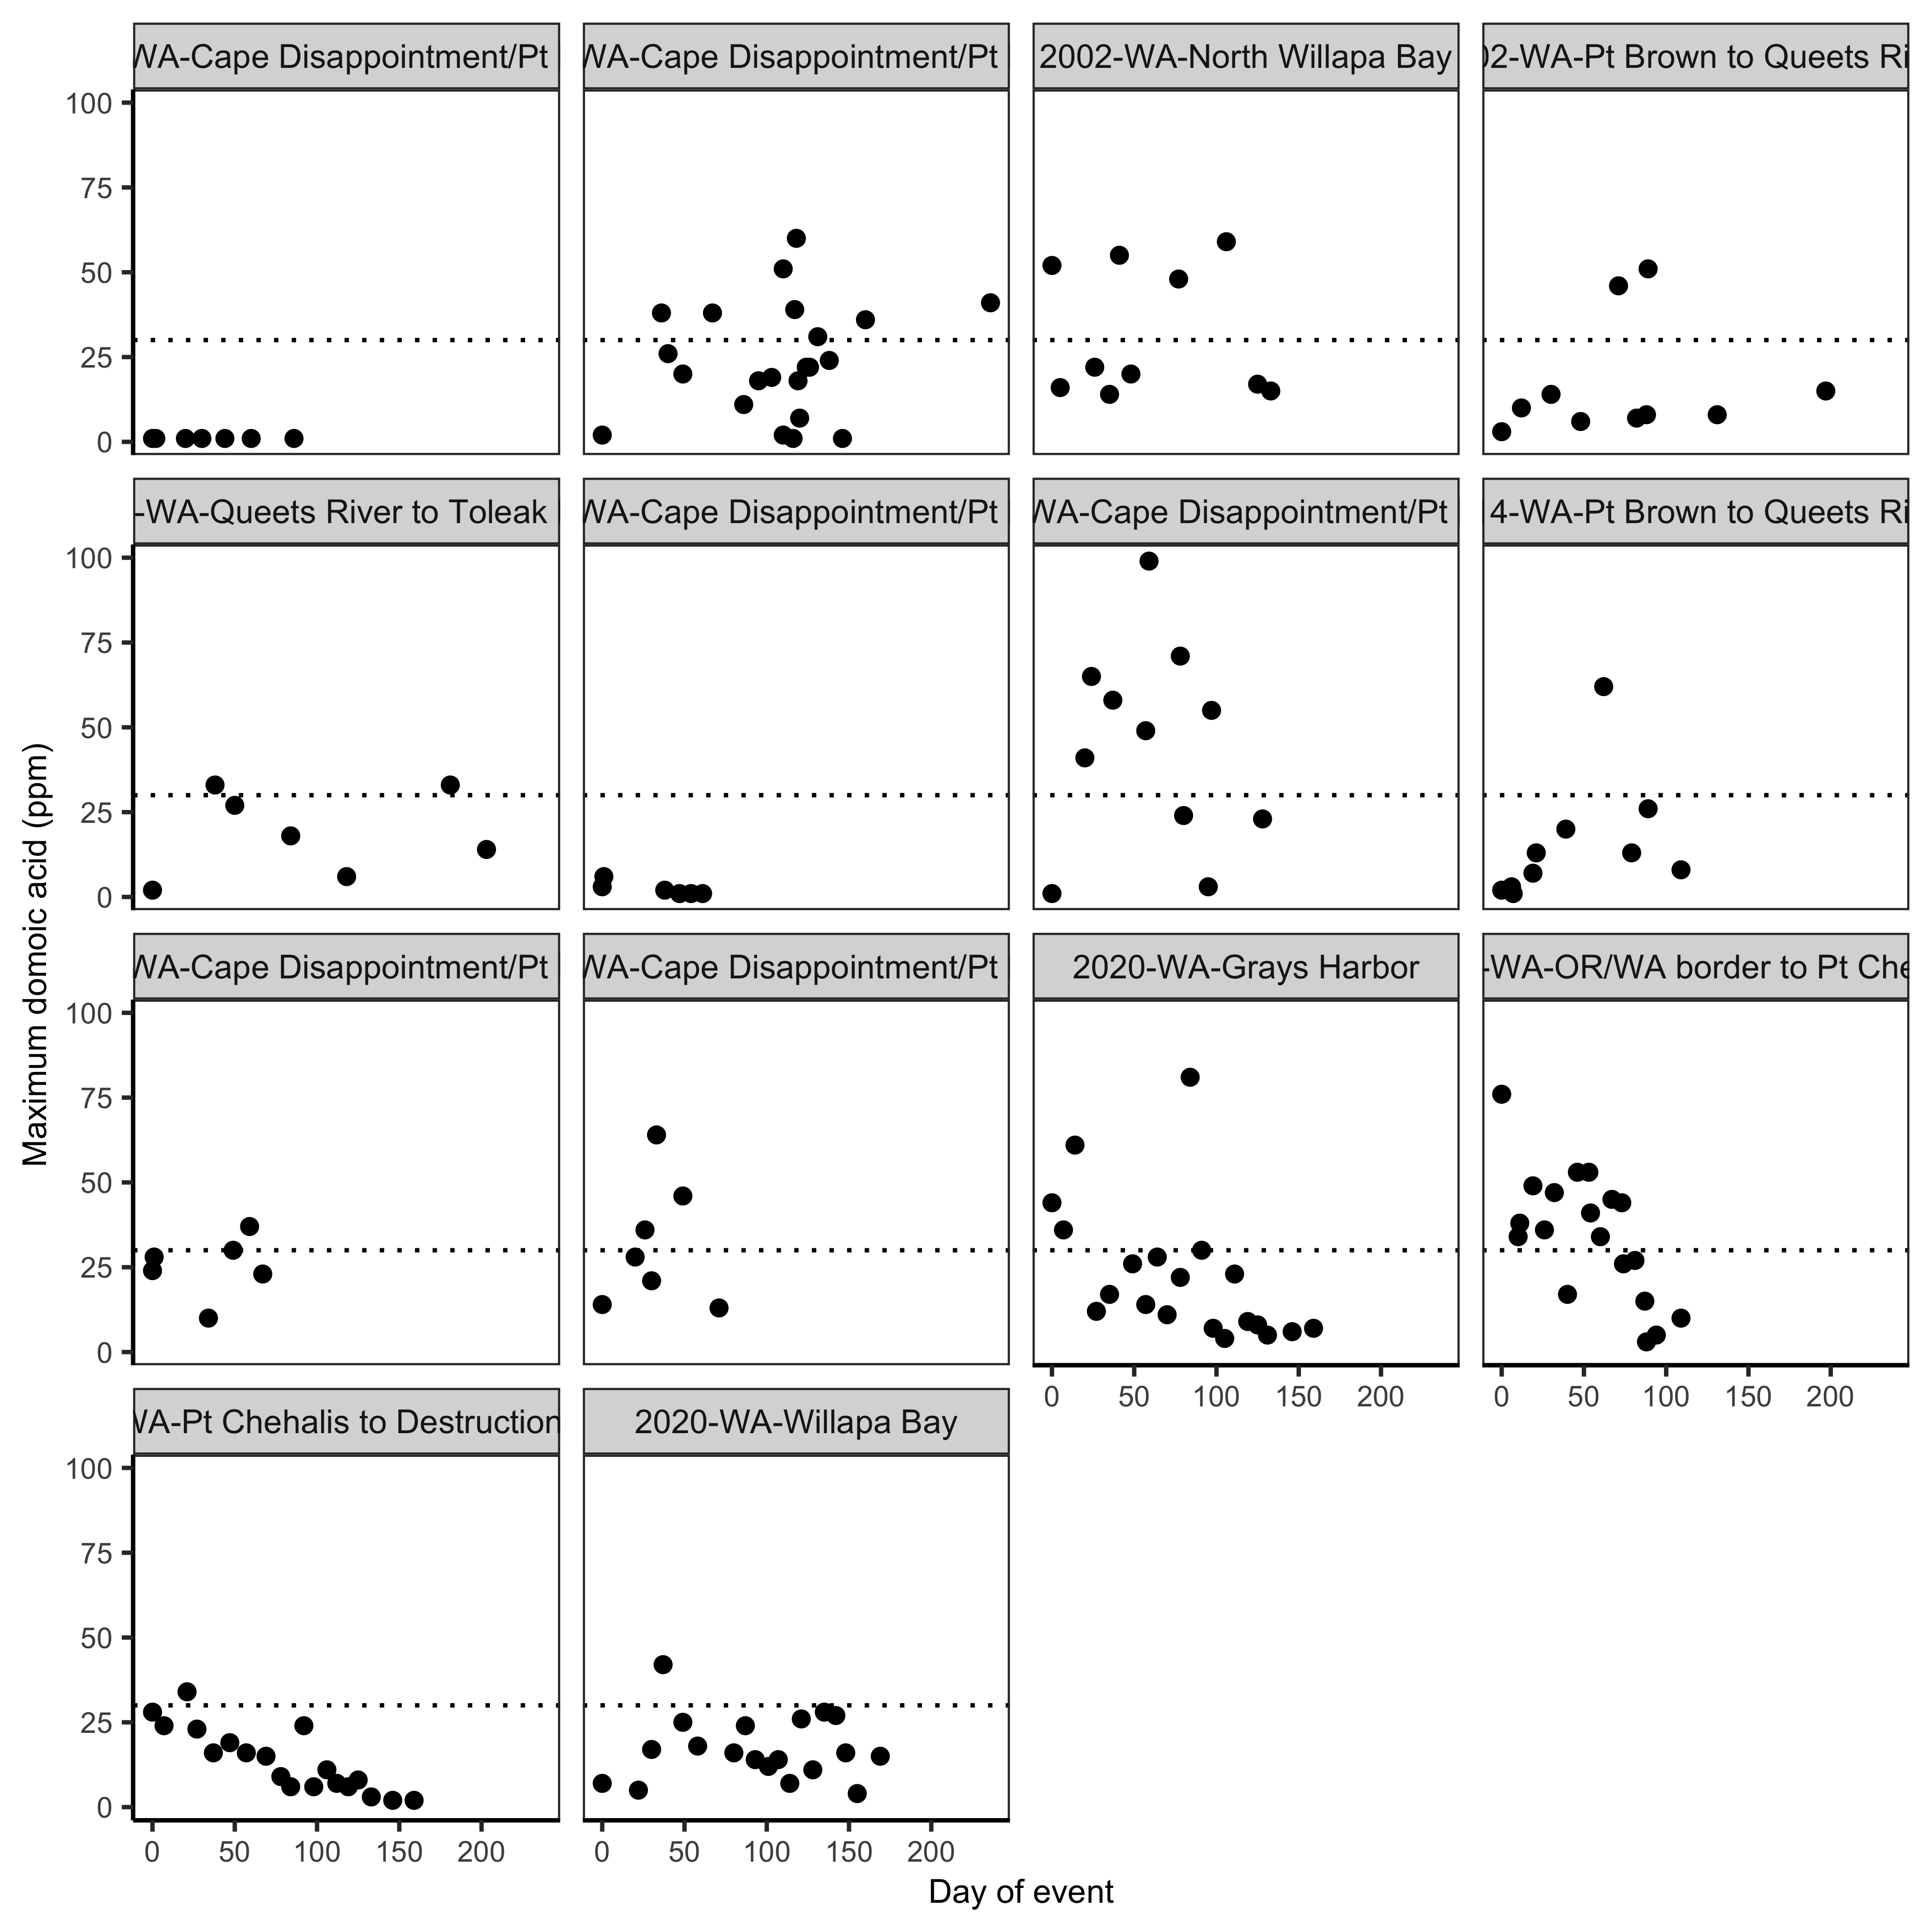 WA-Cape Disappointment/Pt
WA-Cape Disappointment/Pt
2002-WA-North Willapa Bay
02-WA-Pt Brown to Queets Ri
100
75
50
25
0
-WA-Queets River to Toleak
WA-Cape Disappointment/Pt
WA-Cape Disappointment/Pt
4-WA-Pt Brown to Queets Ri
100
75
50
25
0
Maximum domoic acid (ppm)
WA-Cape Disappointment/Pt
WA-Cape Disappointment/Pt
2020-WA-Grays Harbor
-WA-OR/WA border to Pt Che
100
75
50
25
0
0 50 100 150 200
0 50 100 150 200
WA-Pt Chehalis to Destruction
2020-WA-Willapa Bay
100
75
50
25
0
0 50 100 150 200
0 50 100 150 200
Day of event